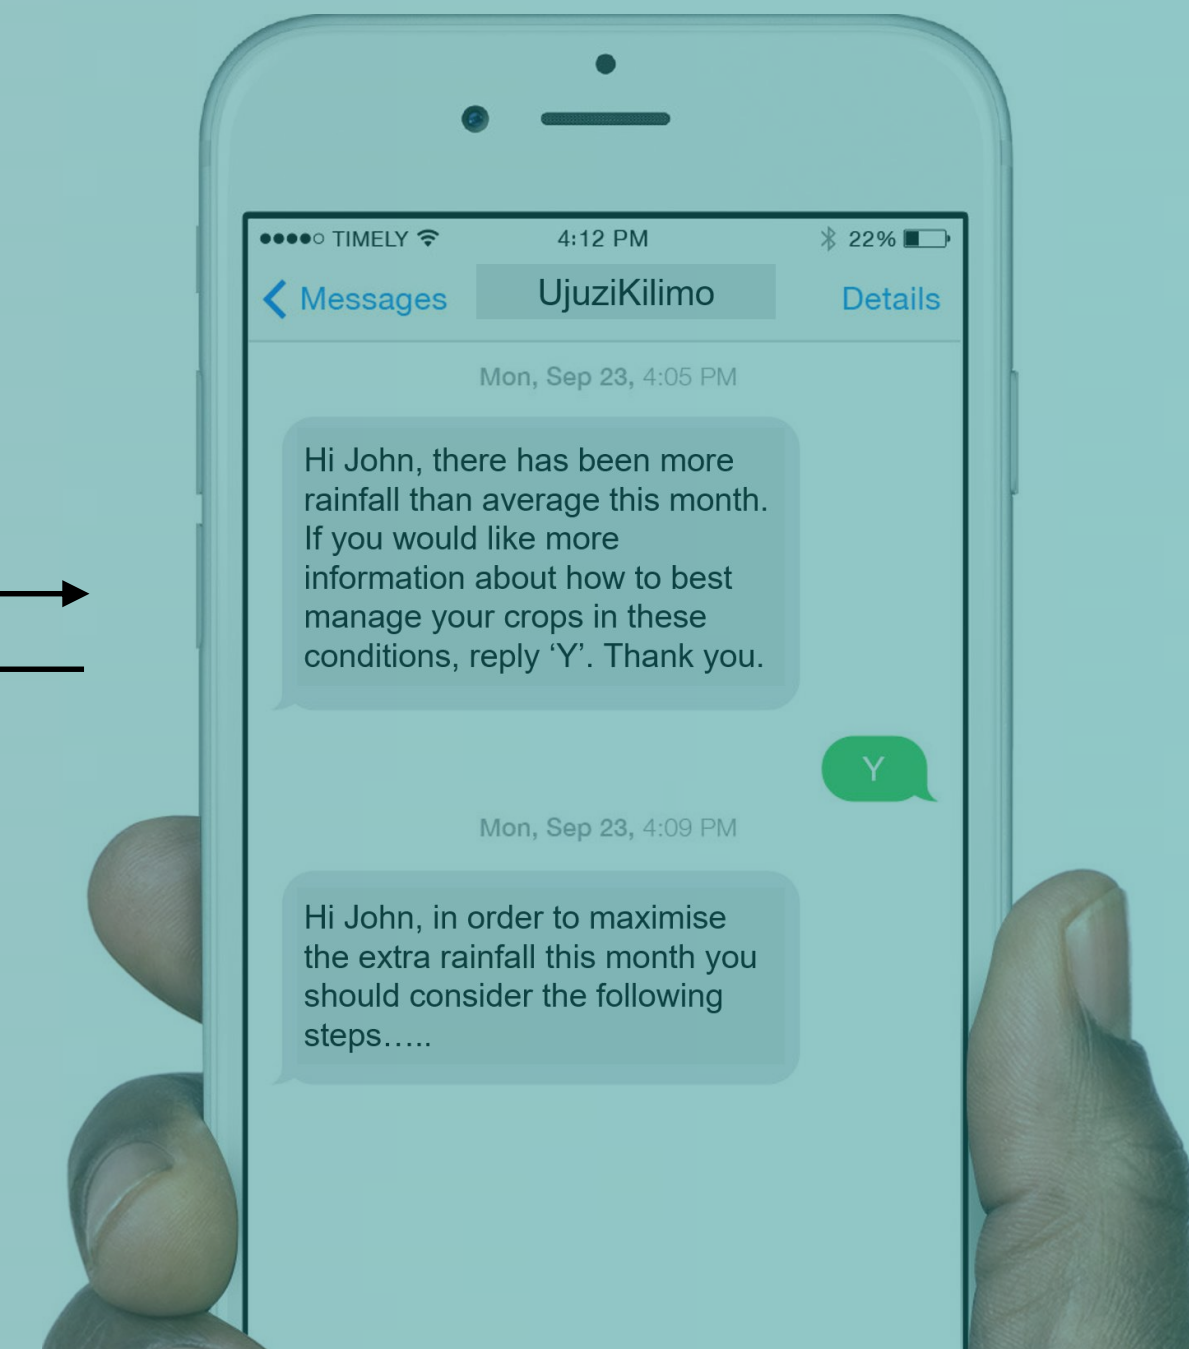 ●●●●○ TIMELY 4:12 PM 22%
Messages UjuziKilimo Details
Mon, Sep 23, 4:05 PM
Hi John, there has been more
rainfall than average this month.
If you would like more
information about how to best
manage your crops in these
conditions, reply ‘Y’. Thank you.
Y
Mon, Sep 23, 4:09 PM
Hi John, in order to maximise
the extra rainfall this month you
should consider the following
steps…..